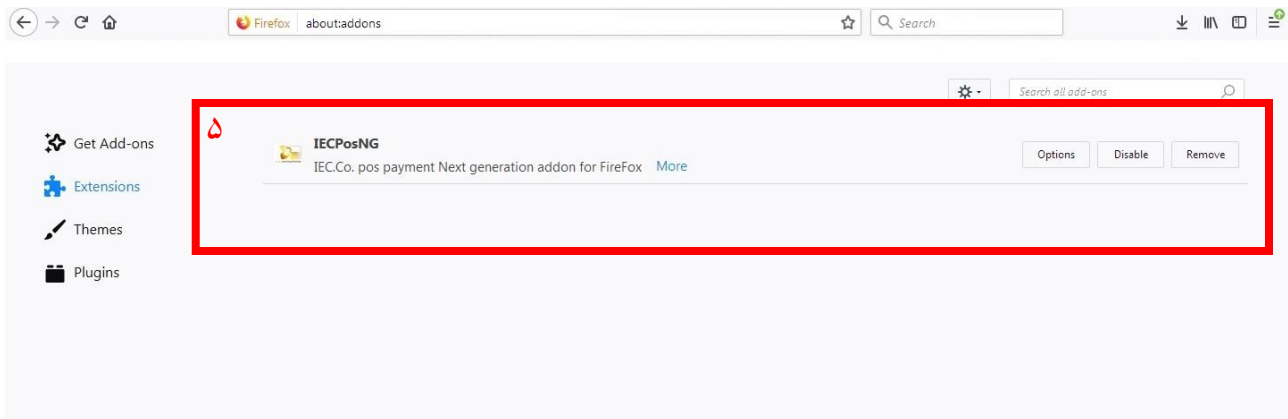 Firefox about:addons Search
Search all add-ons
۵
Get Add-ons
Extensions
Themes
Plugins
IECPosNG
IEC.Co. pos payment Next generation addon for FireFox More
Options Disable Remove